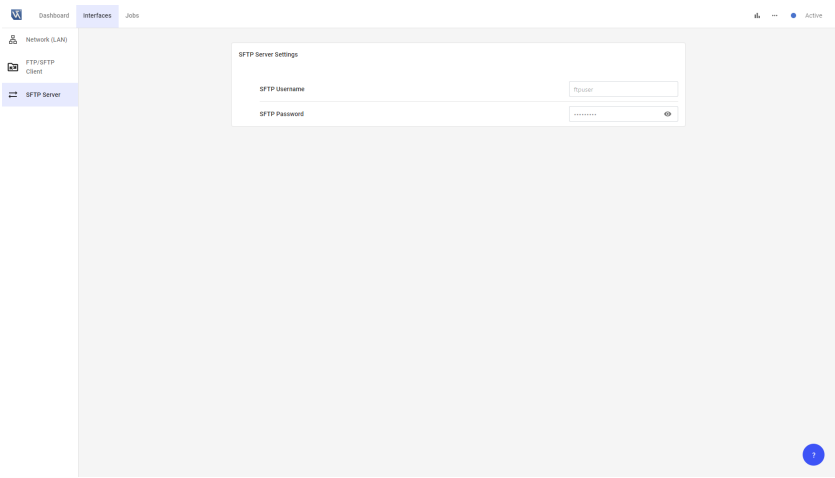 Dashboard
Interfaces
Jobs
Active
Network (LAN)
FTP/SFTP
Client
SFTP Server
SFTP Server Settings
SFTP Username
ftpuser
SFTP Password
?